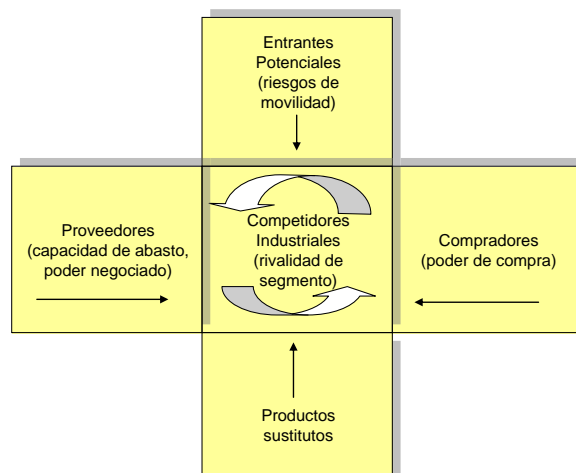 Entrantes
Potenciales
(riesgos de
movilidad)
Proveedores
(capacidad de abasto,
poder negociado)
Competidores
Industriales
(rivalidad de
segmento)
Compradores
(poder de compra)
Productos
sustitutos